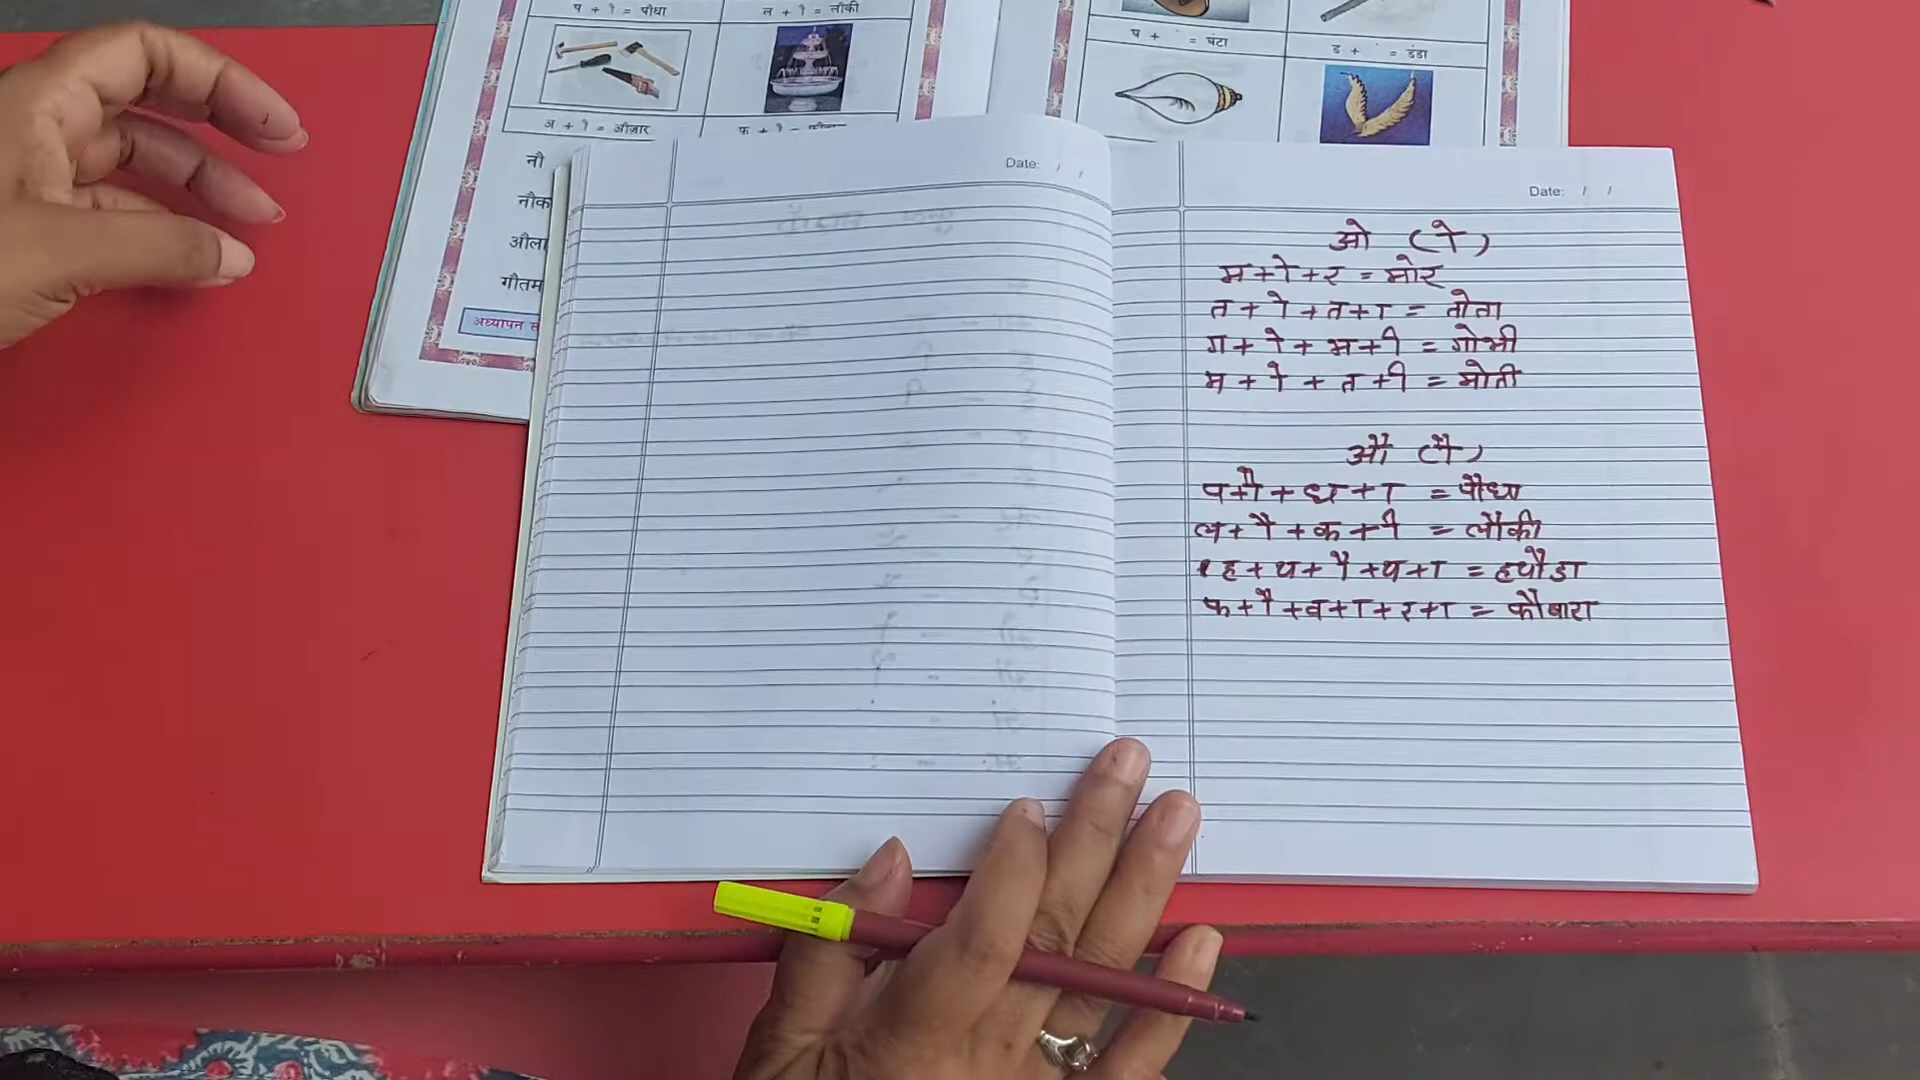 प + ौ = पौधा
ल + ौ = लौकी
अ + ौ = औज़ार
फ + ौ =
नौ
औला
गौतम
अध्यापन
घ + ं = घंटा
ड + ं = डंडा
Date: / /
Date: / /
ओ (ो)
म+ो+र = मोर
त+ो+त+ा = तोता
ग+ो+भ+ी = गोभी
म+ो+त+ी = मोती
औ (ौ)
प+ौ+ध+ा = पौधा
ल+ौ+क+ी = लौकी
ह+थ+ौ+थ+ा = हथौडा
फ+ौ+व+ा+र+ा = फौबारा